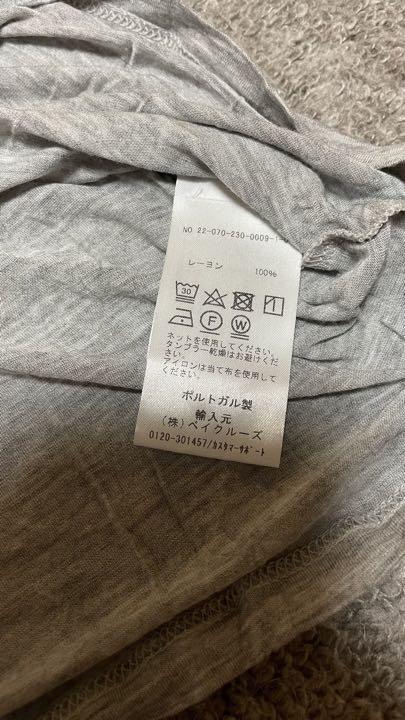 NO 22-070-230-0009-1-0
レーヨン 100%
30
F W
ネットを使用してください。
タンブラー乾燥はお避けくだ
さい。
アイロンは当て布を使用して
ください。
ポルトガル製
輸入元
(株)ベイクルーズ
0120-301457/カスタマーサポート